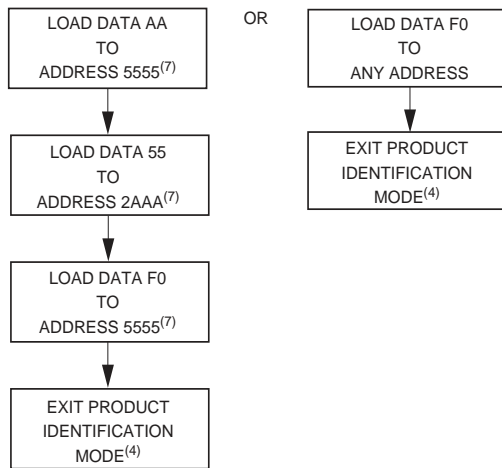 LOAD DATA AA
TO
ADDRESS 5555(7)
LOAD DATA 55
TO
ADDRESS 2AAA(7)
LOAD DATA F0
TO
ADDRESS 5555(7)
EXIT PRODUCT
IDENTIFICATION
MODE(4)
OR
LOAD DATA F0
TO
ANY ADDRESS
EXIT PRODUCT
IDENTIFICATION
MODE(4)